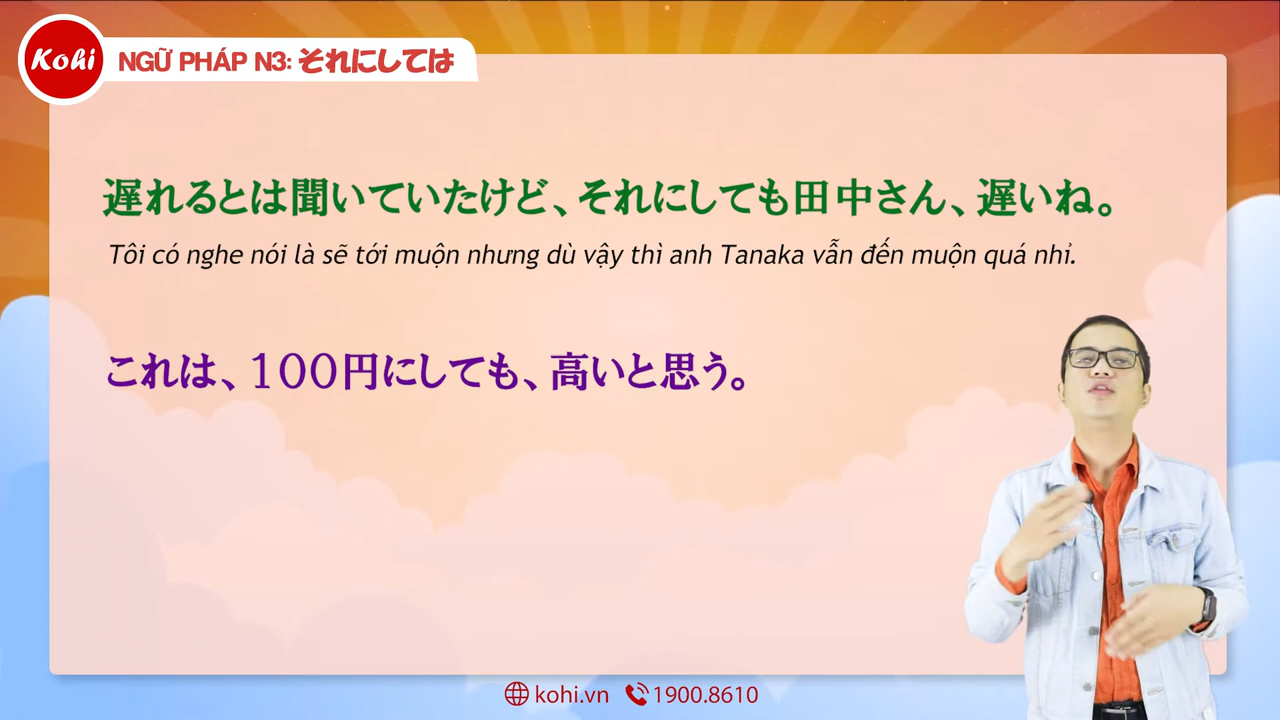 Kohi
NGỮ PHÁP N3: それにしては
遅れるとは聞いていたけど、それにしても田中さん、遅いね。
Tôi có nghe nói là sẽ tới muộn nhưng dù vậy thì anh Tanaka vẫn đến muộn quá nhỉ.
これは、100円にしても、高いと思う。
kohi.vn 1900.8610